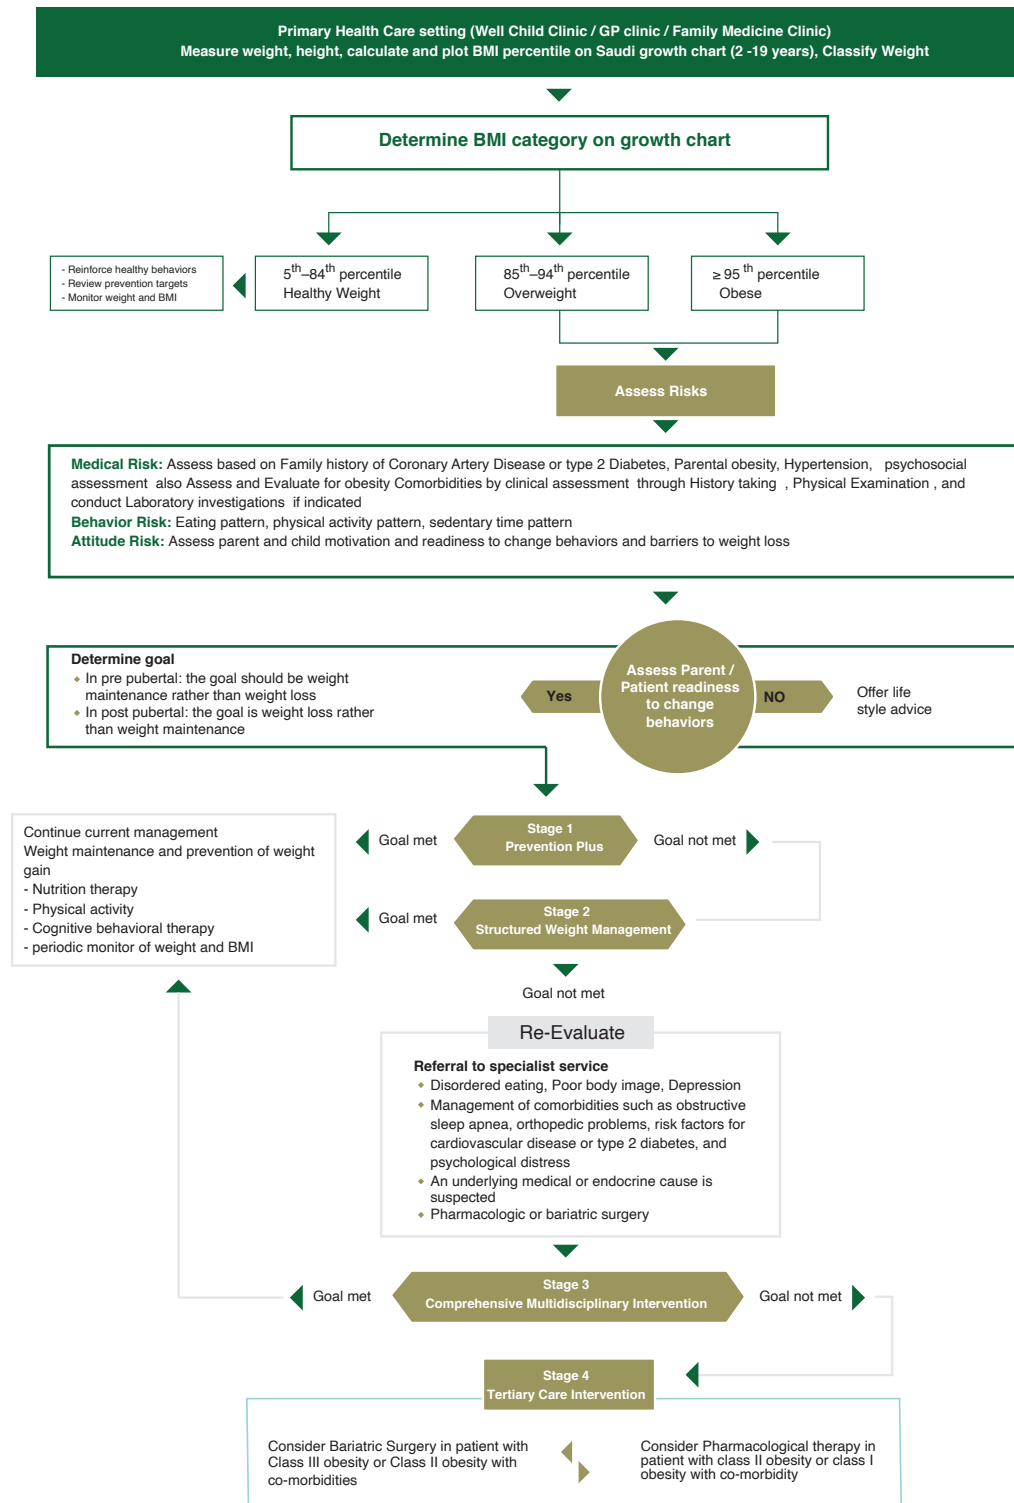 Primary Health Care setting (Well Child Clinic / GP clinic / Family Medicine Clinic)
Measure weight, height, calculate and plot BMI percentile on Saudi growth chart (2 -19 years), Classify Weight
Determine BMI category on growth chart
- Reinforce healthy behaviors
- Review prevention targets
- Monitor weight and BMI
5th–84th percentile
Healthy Weight
85th–94th percentile
Overweight
≥ 95 th percentile
Obese
Assess Risks
Medical Risk: Assess based on Family history of Coronary Artery Disease or type 2 Diabetes, Parental obesity, Hypertension, psychosocial
assessment also Assess and Evaluate for obesity Comorbidities by clinical assessment through History taking , Physical Examination , and
conduct Laboratory investigations if indicated
Behavior Risk: Eating pattern, physical activity pattern, sedentary time pattern
Attitude Risk: Assess parent and child motivation and readiness to change behaviors and barriers to weight loss
Determine goal
In pre pubertal: the goal should be weight
maintenance rather than weight loss
In post pubertal: the goal is weight loss rather
than weight maintenance
Yes
Assess Parent /
Patient readiness
to change
behaviors
NO
Offer life
style advice
Continue current management
Weight maintenance and prevention of weight
gain
- Nutrition therapy
- Physical activity
- Cognitive behavioral therapy
- periodic monitor of weight and BMI
Goal met
Stage 1
Prevention Plus
Goal not met
Goal met
Stage 2
Structured Weight Management
Goal not met
Re-Evaluate
Referral to specialist service
Disordered eating, Poor body image, Depression
Management of comorbidities such as obstructive
sleep apnea, orthopedic problems, risk factors for
cardiovascular disease or type 2 diabetes, and
psychological distress
An underlying medical or endocrine cause is
suspected
Pharmacologic or bariatric surgery
Goal met
Stage 3
Comprehensive Multidisciplinary Intervention
Goal not met
Stage 4
Tertiary Care Intervention
Consider Bariatric Surgery in patient with
Class III obesity or Class II obesity with
co-morbidities
Consider Pharmacological therapy in
patient with class II obesity or class I
obesity with co-morbidity